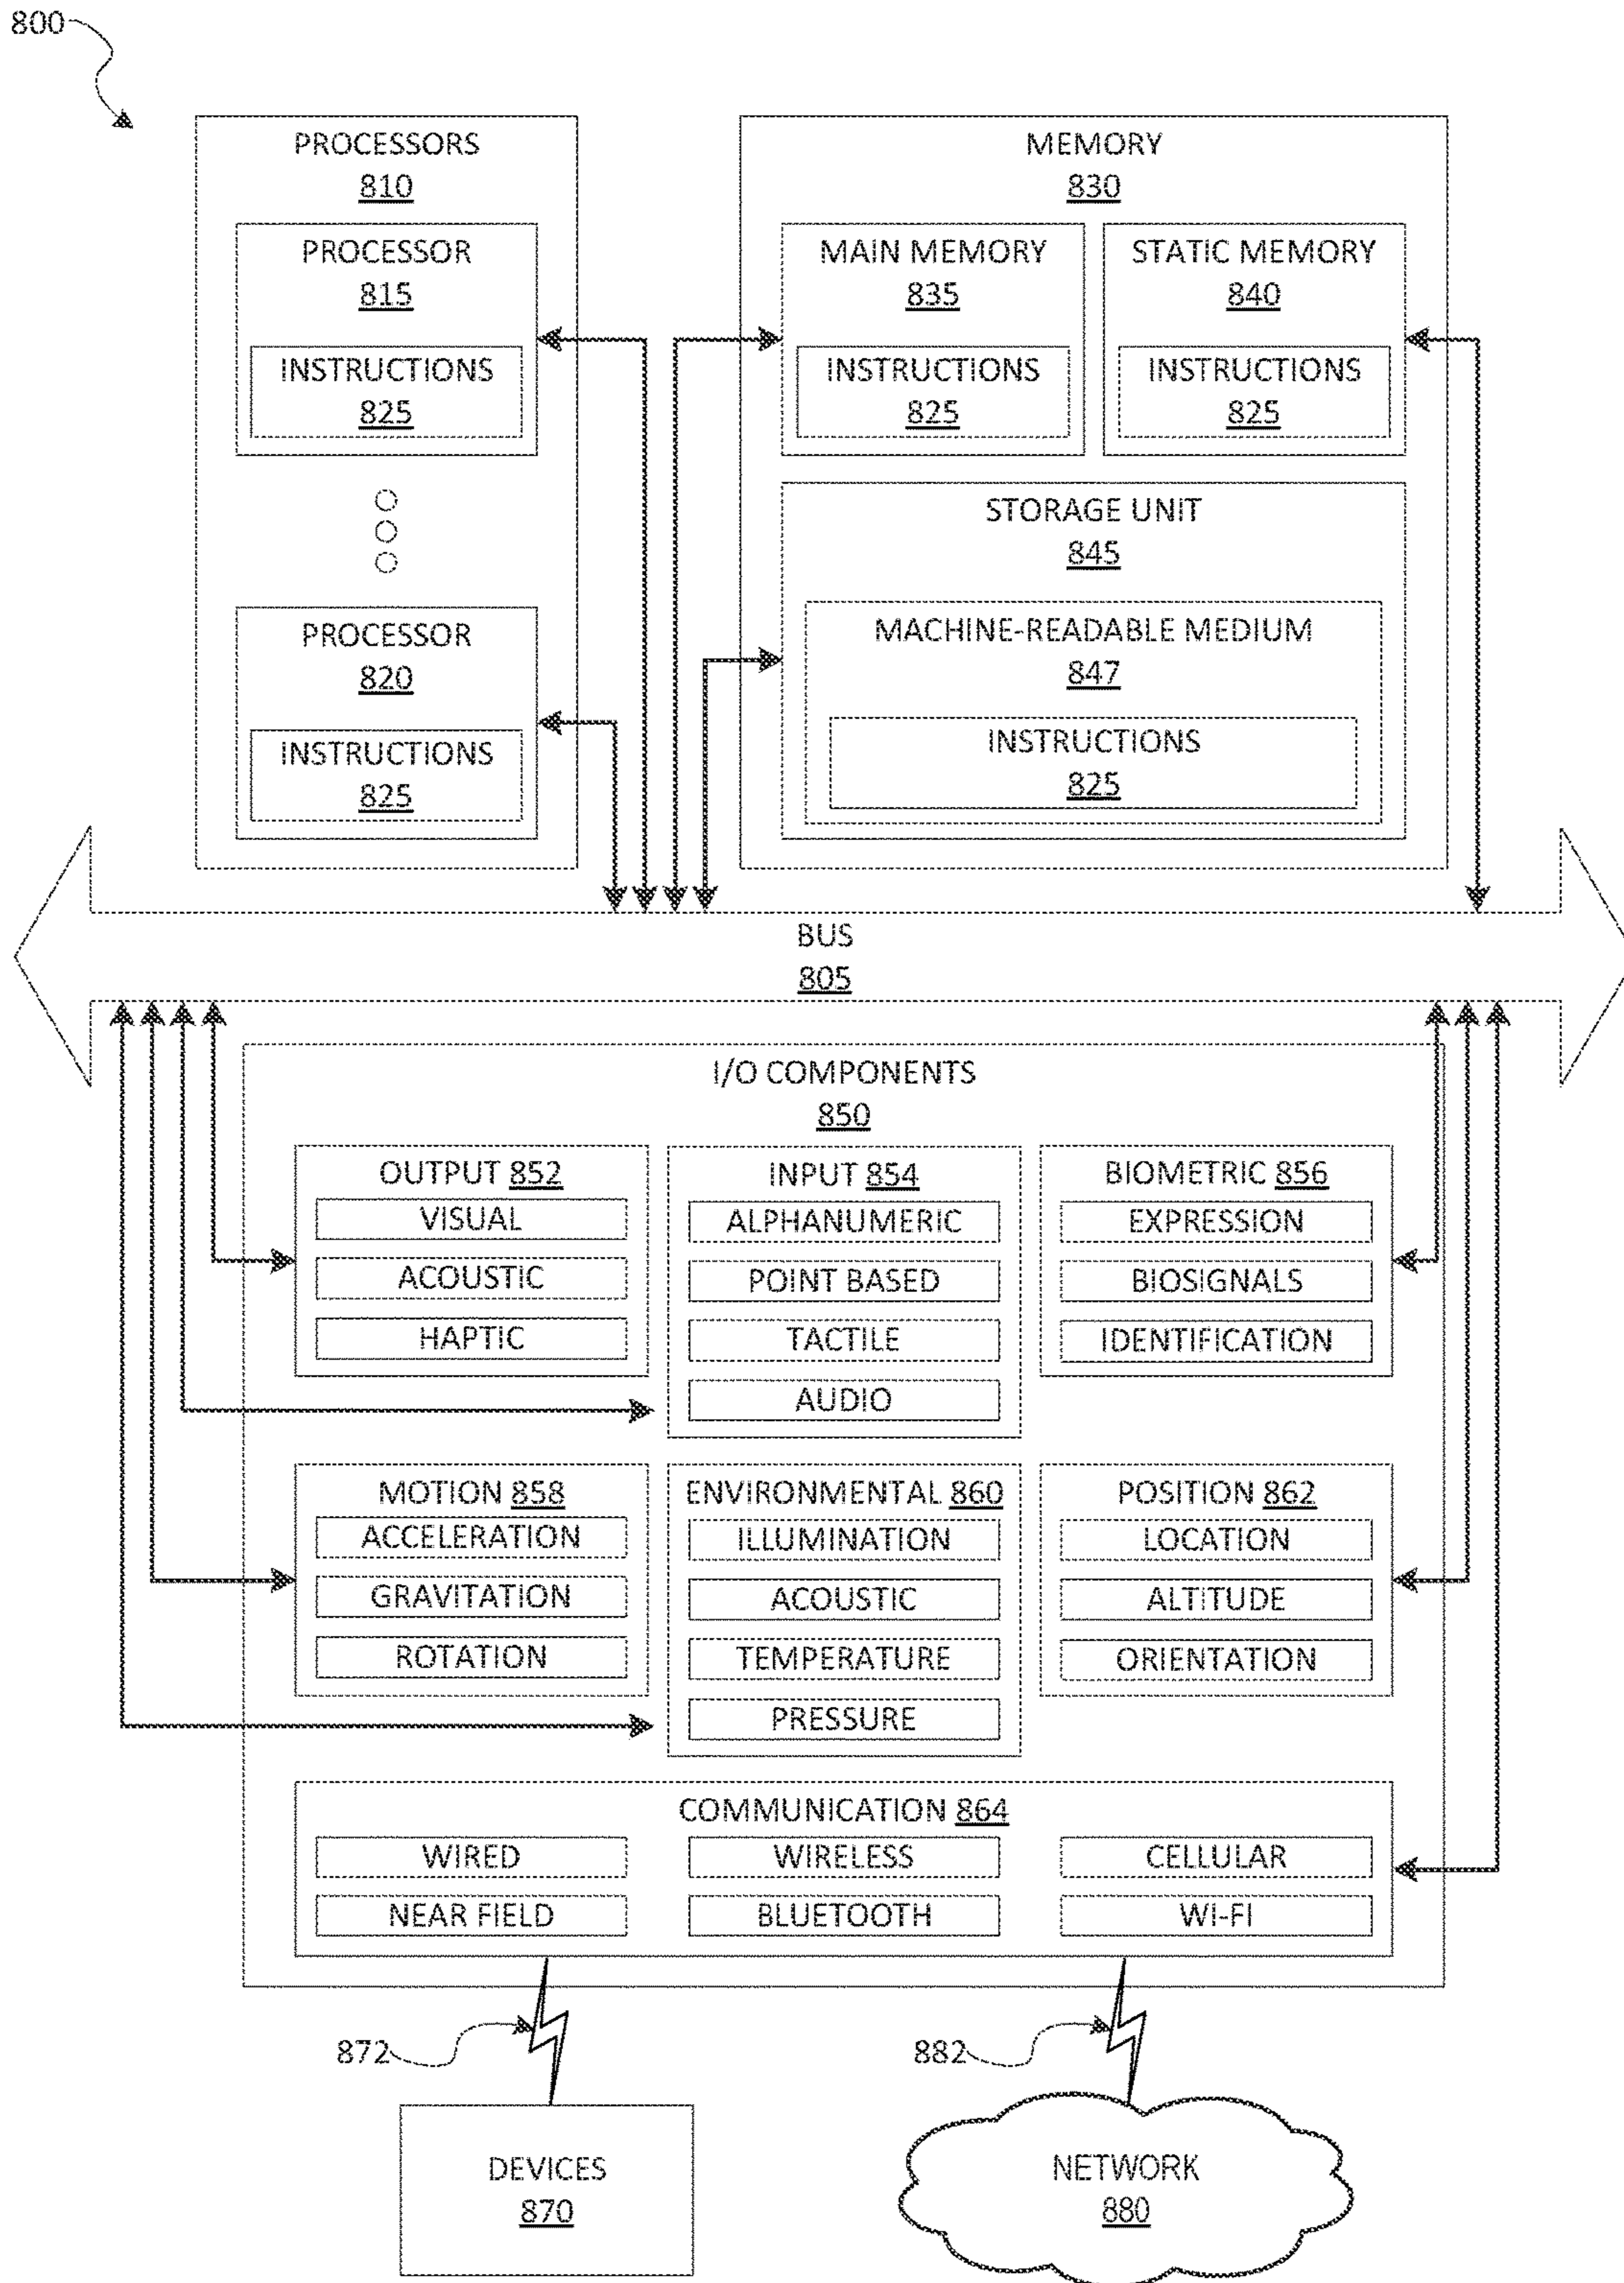 800
PROCESSORS
810
PROCESSOR
815
INSTRUCTIONS
825
PROCESSOR
820
INSTRUCTIONS
825
MEMORY
830
MAIN MEMORY
835
INSTRUCTIONS
825
STATIC MEMORY
840
INSTRUCTIONS
825
STORAGE UNIT
845
MACHINE-READABLE MEDIUM
847
INSTRUCTIONS
825
BUS
805
I/O COMPONENTS
850
OUTPUT 852
VISUAL
ACOUSTIC
HAPTIC
INPUT 854
ALPHANUMERIC
POINT BASED
TACTILE
AUDIO
BIOMETRIC 856
EXPRESSION
BIOSIGNALS
IDENTIFICATION
MOTION 858
ACCELERATION
GRAVITATION
ROTATION
ENVIRONMENTAL 860
ILLUMINATION
ACOUSTIC
TEMPERATURE
PRESSURE
POSITION 862
LOCATION
ALTITUDE
ORIENTATION
COMMUNICATION 864
WIRED
WIRELESS
CELLULAR
NEAR FIELD
BLUETOOTH
WI-FI
872
882
DEVICES
870
NETWORK
880